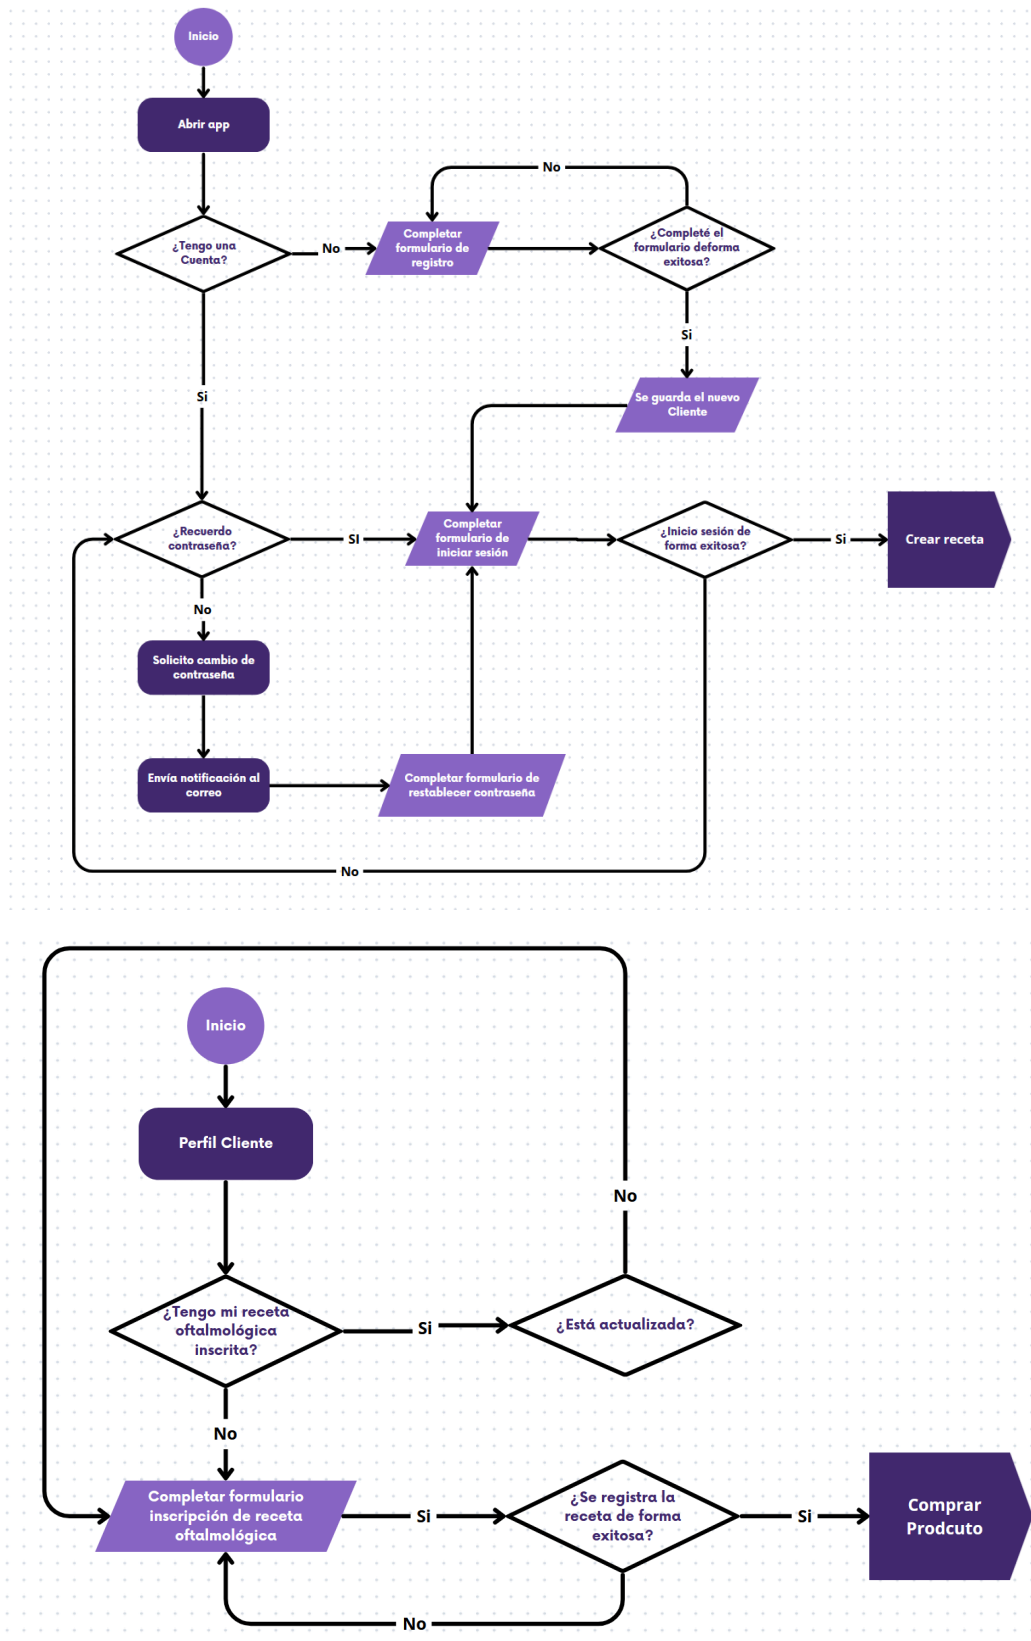 Inicio
Abrir app
No
¿Tengo una
Cuenta?
No
Completar
formulario de
registro
¿Completé el
formulario deforma
exitosa?
Si
Si
Se guarda el nuevo
Cliente
¿Recuerdo
contraseña?
SI
Completar
formulario de
iniciar sesión
¿Inicio sesión de
forma exitosa?
Si
Crear receta
No
Solicito cambio de
contraseña
Envía notificación al
correo
Completar formulario de
restablecer contraseña
No
Inicio
Perfil Cliente
No
¿Tengo mi receta
oftalmológica
inscrita?
Si
¿Está actualizada?
No
Completar formulario
inscripción de receta
oftalmológica
Si
¿Se registra la
receta de forma
exitosa?
Si
Comprar
Prodcuto
No